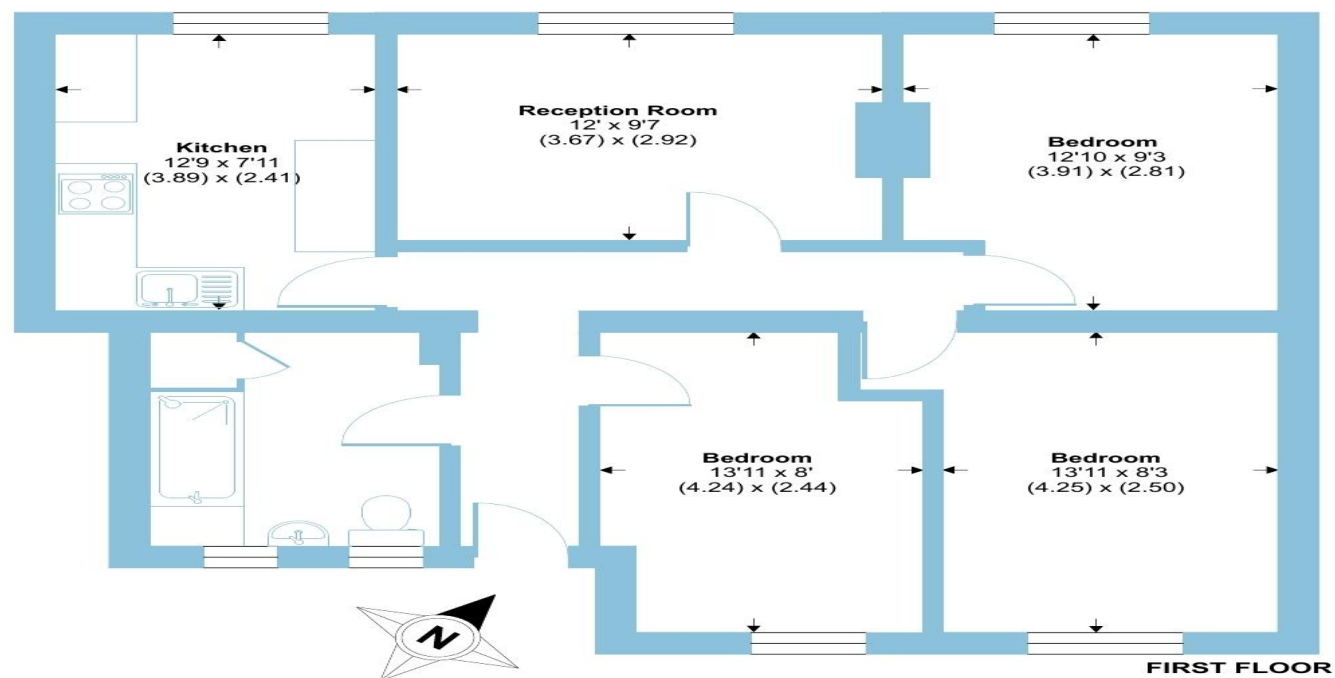 Kitchen
12'9 x 7'11
(3.89) x (2.41)
Reception Room
12' x 9'7
(3.67) x (2.92)
Bedroom
12'10 x 9'3
(3.91) x (2.81)
Bedroom
13'11 x 8'
(4.24) x (2.44)
Bedroom
13'11 x 8'3
(4.25) x (2.50)
N
FIRST FLOOR